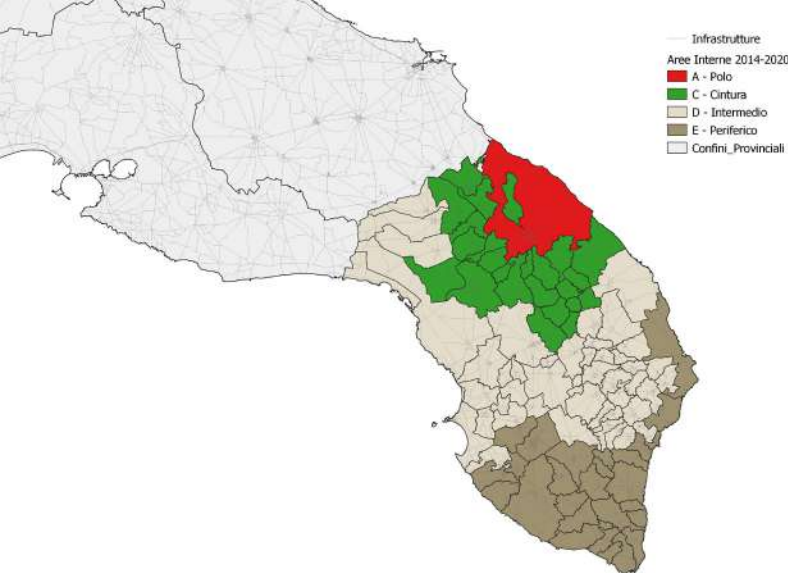 Infrastrutture
Aree Interne 2014-2020
A - Polo
C - Cintura
D - Intermedio
E - Periferico
Confini_Provinciali